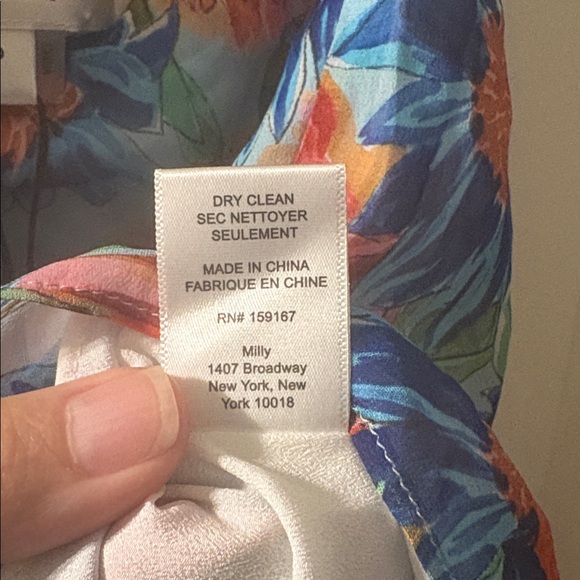 DRY CLEAN
SEC NETTOYER
SEULEMENT
MADE IN CHINA
FABRIQUE EN CHINE
RN# 159167
Milly
1407 Broadway
New York, New
York 10018